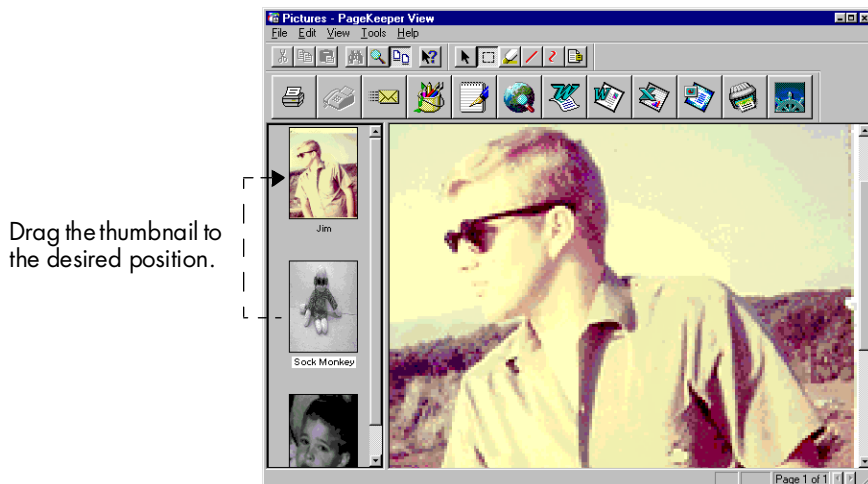 Pictures - PageKeeper View
File Edit View Tools Help
Jim
Drag the thumbnail to
the desired position.
Sock Monkey
Page 1 of 1